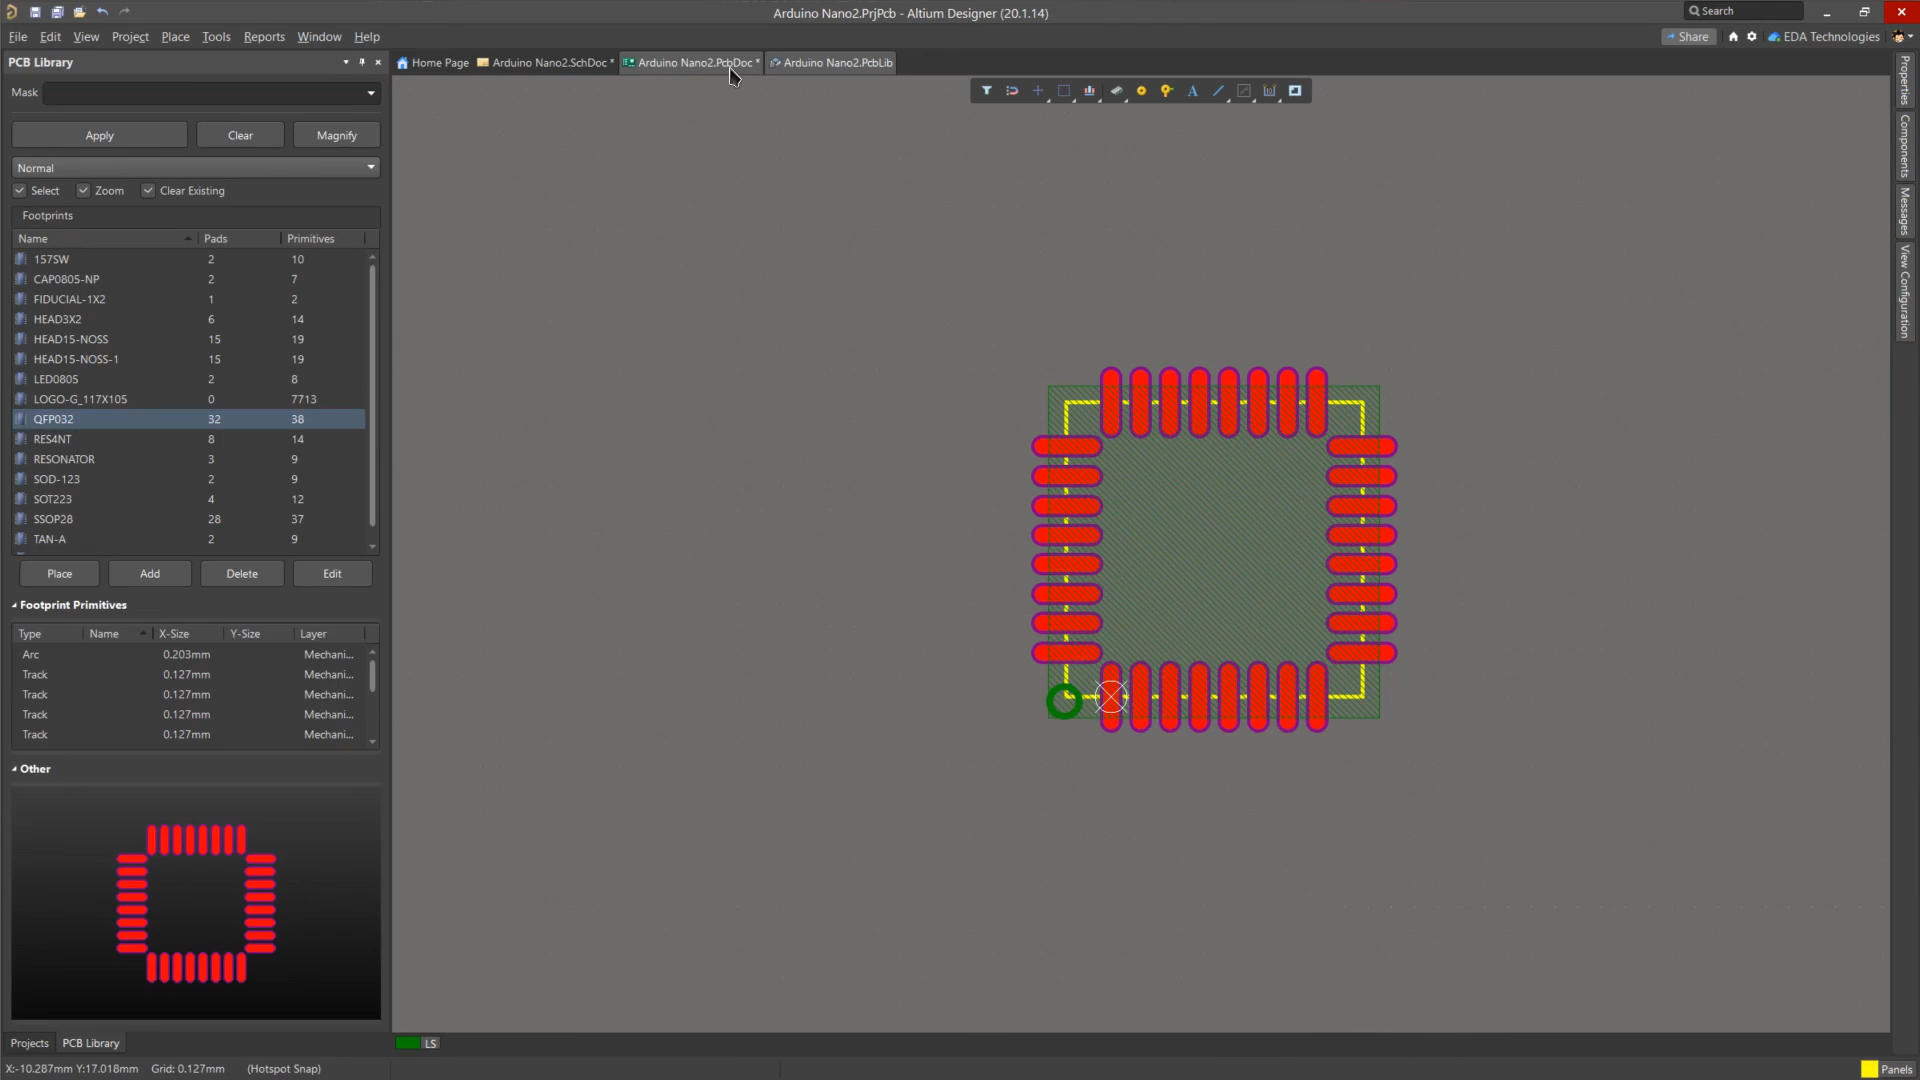 Arduino Nano2.PrjPcb - Altium Designer (20.1.14)
Search
File Edit View Project Place Tools Reports Window Help
Share
EDA Technologies
PCB Library
Home Page
Arduino Nano2.SchDoc *
Arduino Nano2.PcbDoc *
Arduino Nano2.PcbLib
Mask
Apply Clear Magnify
Normal
Select Zoom Clear Existing
Footprints
Name Pads Primitives
157SW 2 10
CAP0805-NP 2 7
FIDUCIAL-1X2 1 2
HEAD3X2 6 14
HEAD15-NOSS 15 19
HEAD15-NOSS-1 15 19
LED0805 2 8
LOGO-G_117X105 0 7713
QFP032 32 38
RES4NT 8 14
RESONATOR 3 9
SOD-123 2 9
SOT223 4 12
SSOP28 28 37
TAN-A 2 9
Place Add Delete Edit
Footprint Primitives
Type Name X-Size Y-Size Layer
Arc 0.203mm Mechani...
Track 0.127mm Mechani...
Track 0.127mm Mechani...
Track 0.127mm Mechani...
Track 0.127mm Mechani...
Other
Projects PCB Library
LS
X:-10.287mm Y:17.018mm Grid: 0.127mm (Hotspot Snap)
Panels
Properties
Components
Messages
View Configuration